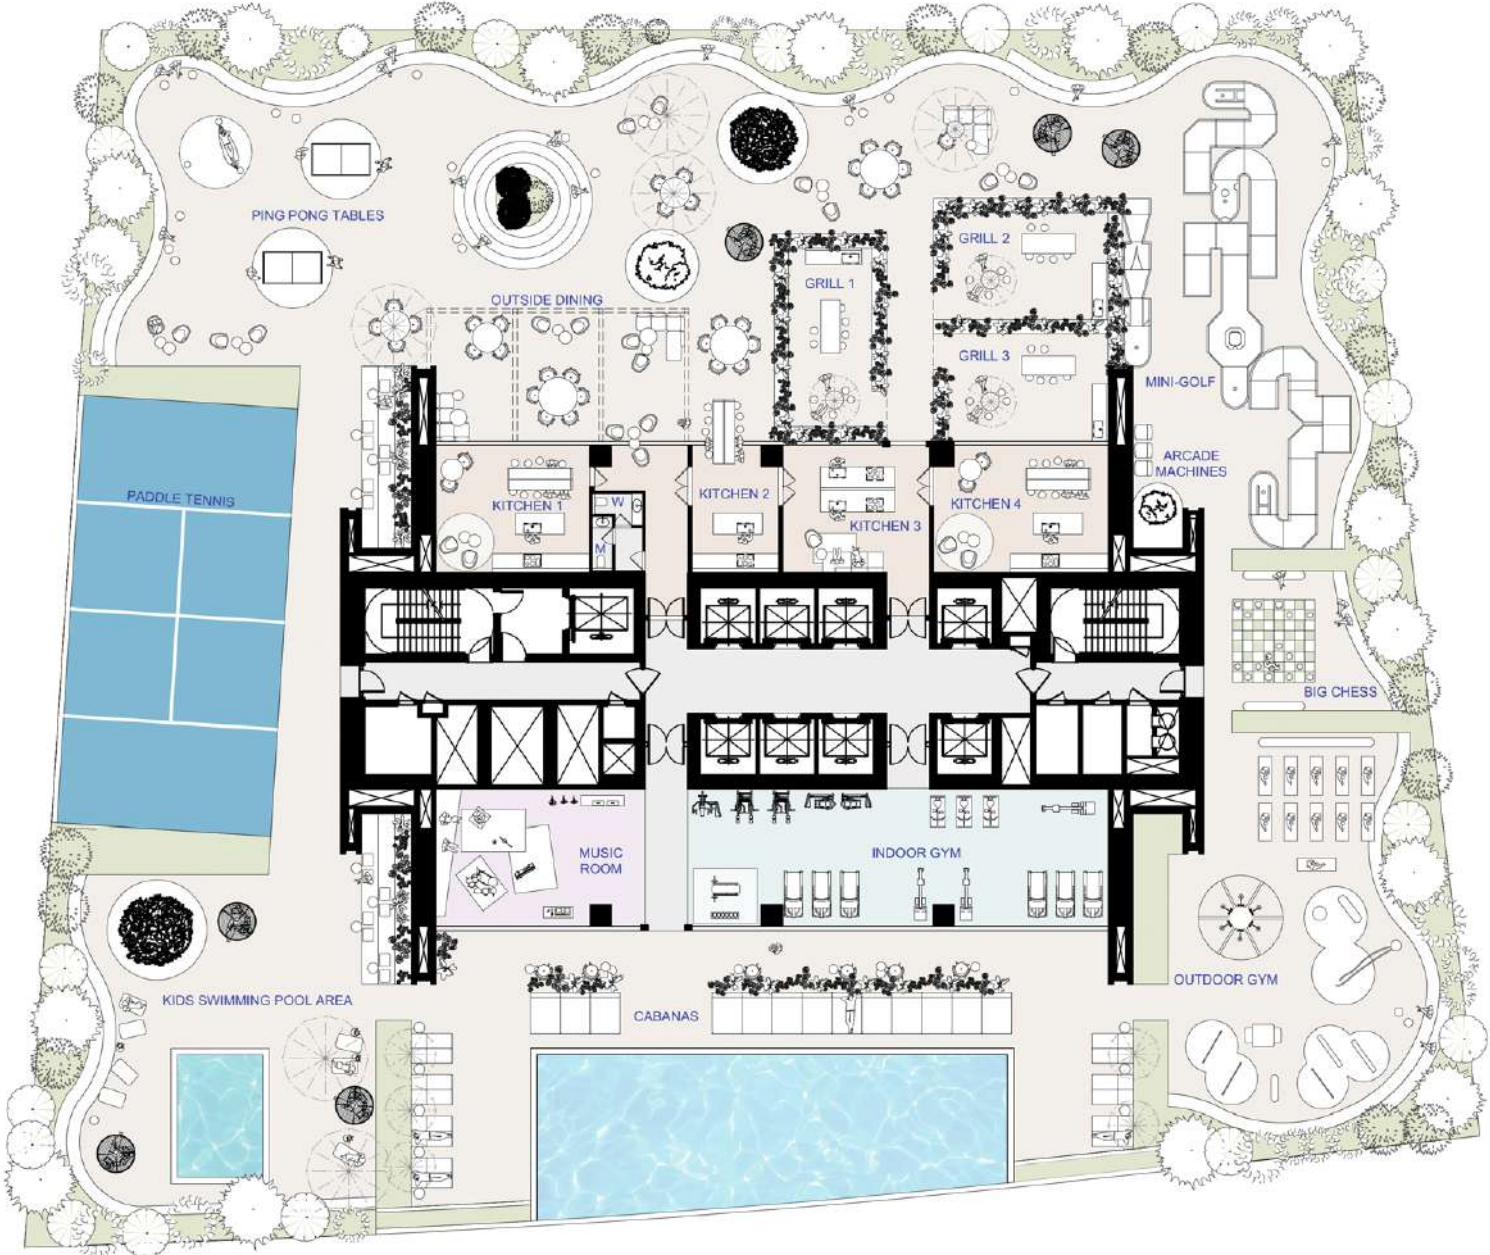 PING PONG TABLES
GRILL 2
GRILL 1
OUTSIDE DINING
GRILL 3
MINI-GOLF
ARCADE
MACHINES
PADDLE TENNIS
KITCHEN 1
W
KITCHEN 2
KITCHEN 3
KITCHEN 4
M
BIG CHESS
MUSIC
ROOM
INDOOR GYM
OUTDOOR GYM
KIDS SWIMMING POOL AREA
CABANAS